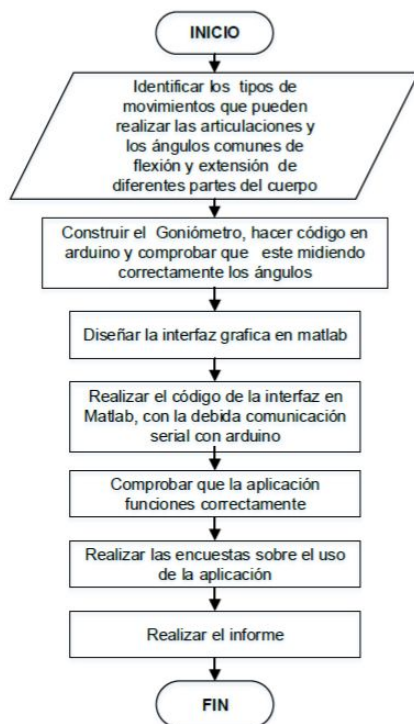 INICIO
Identificar los tipos de
movimientos que pueden
realizar las articulaciones y
los ángulos comunes de
flexión y extensión de
diferentes partes del cuerpo
Construir el Goniómetro, hacer código en
arduino y comprobar que este midiendo
correctamente los ángulos
Diseñar la interfaz grafica en matlab
Realizar el código de la interfaz en
Matlab, con la debida comunicación
serial con arduino
Comprobar que la aplicación
funciones correctamente
Realizar las encuestas sobre el uso
de la aplicación
Realizar el informe
FIN